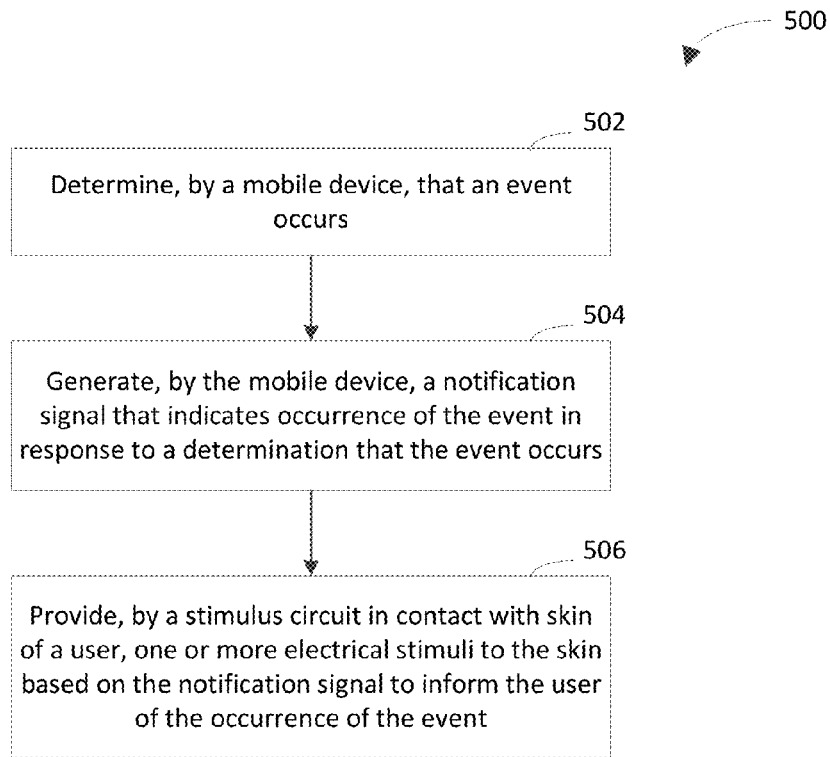 500
502
Determine, by a mobile device, that an event
occurs
504
Generate, by the mobile device, a notification
signal that indicates occurrence of the event in
response to a determination that the event occurs
506
Provide, by a stimulus circuit in contact with skin
of a user, one or more electrical stimuli to the skin
based on the notification signal to inform the user
of the occurrence of the event